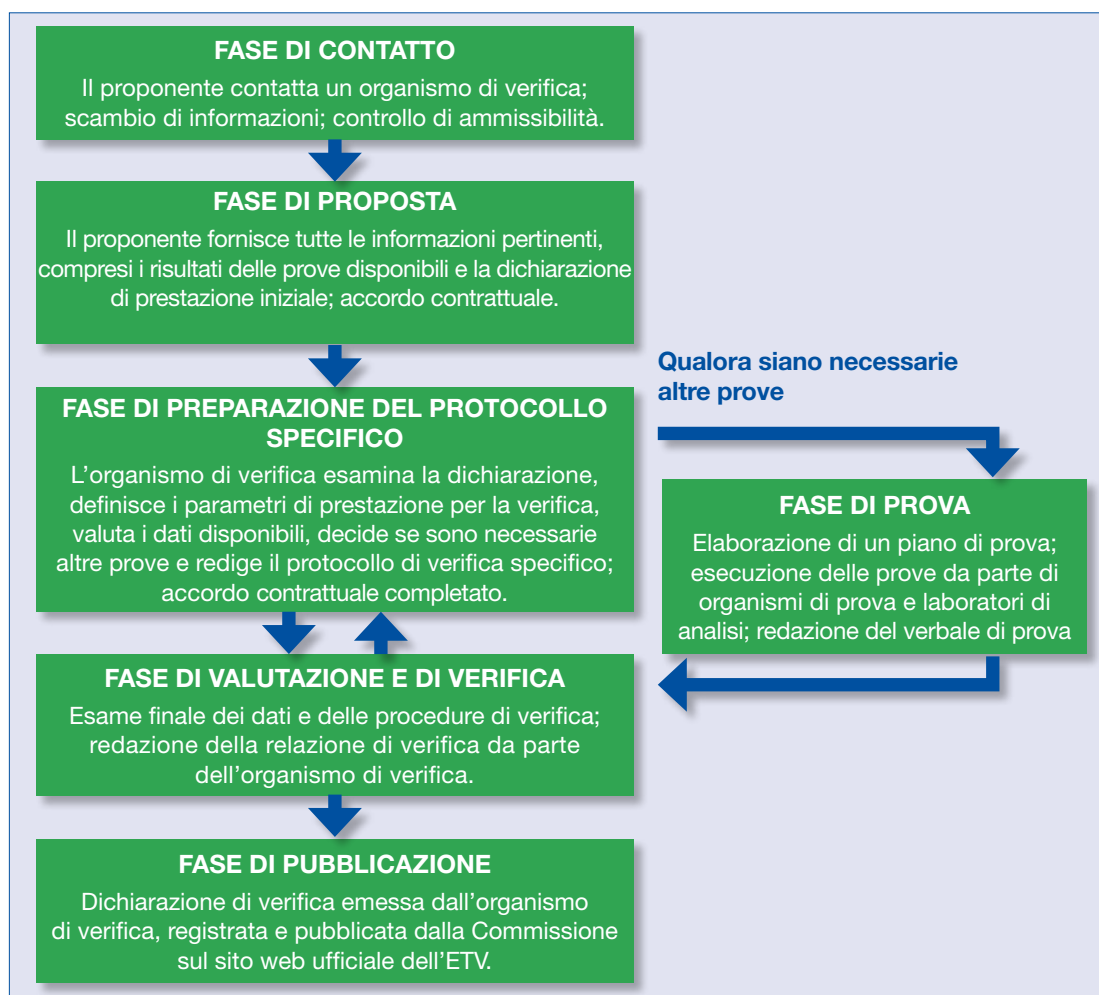 FASE DI CONTATTO
Il proponente contatta un organismo di verifica;
scambio di informazioni; controllo di ammissibilità.
FASE DI PROPOSTA
Il proponente fornisce tutte le informazioni pertinenti,
compresi i risultati delle prove disponibili e la dichiarazione
di prestazione iniziale; accordo contrattuale.
Qualora siano necessarie
altre prove
FASE DI PREPARAZIONE DEL PROTOCOLLO
SPECIFICO
L’organismo di verifica esamina la dichiarazione,
definisce i parametri di prestazione per la verifica,
valuta i dati disponibili, decide se sono necessarie
altre prove e redige il protocollo di verifica specifico;
accordo contrattuale completato.
FASE DI PROVA
Elaborazione di un piano di prova;
esecuzione delle prove da parte di
organismi di prova e laboratori di
analisi; redazione del verbale di prova
FASE DI VALUTAZIONE E DI VERIFICA
Esame finale dei dati e delle procedure di verifica;
redazione della relazione di verifica da parte
dell’organismo di verifica.
FASE DI PUBBLICAZIONE
Dichiarazione di verifica emessa dall’organismo
di verifica, registrata e pubblicata dalla Commissione
sul sito web ufficiale dell’ETV.